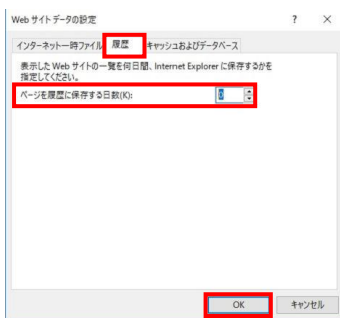 Web サイト データの設定 ? ×
インターネット一時ファイル 履歴 キャッシュおよびデータベース
表示した Web サイトの一覧を何日間、Internet Explorer に保存するかを
指定してください。
ページを履歴に保存する日数(K): 0
OK キャンセル